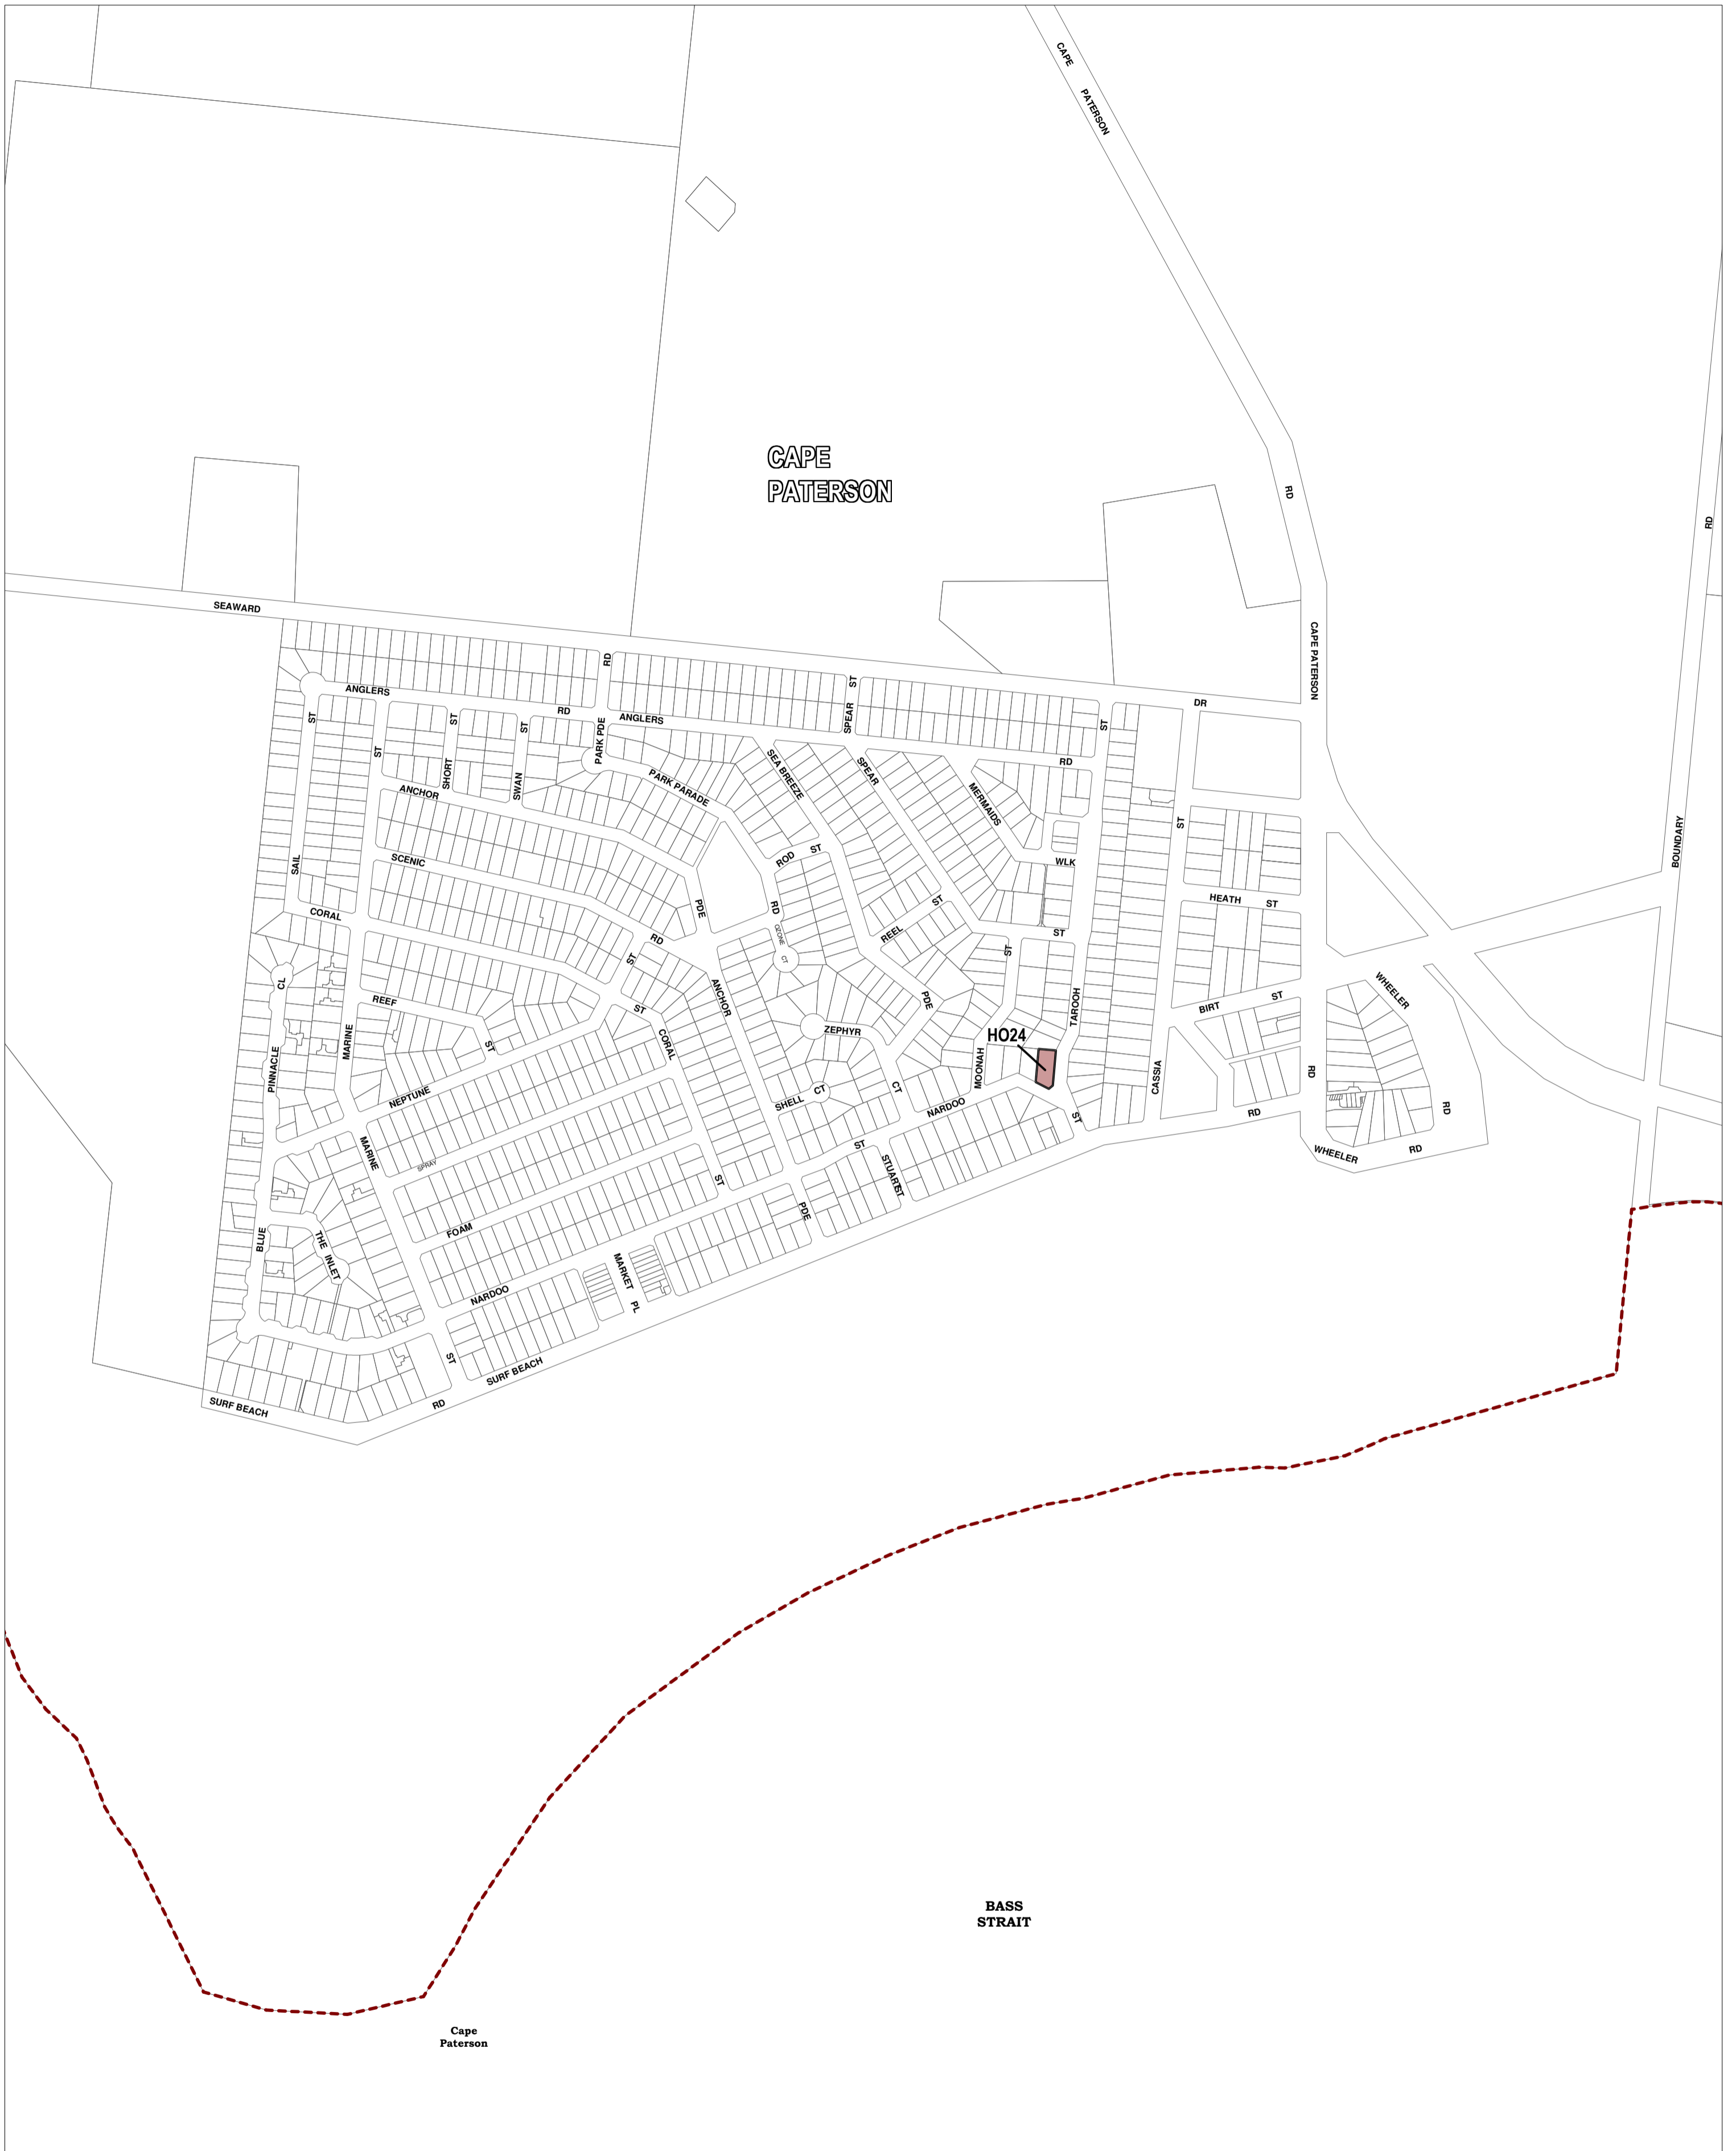 CAPE
PATERSON
RD
CAPE PATERSON
RD
BOUNDARY
CAPE
PATERSON
SEAWARD
DR
ANGLERS
RD
RD
ANGLERS
ST
SPEAR
ST
RD
ST
ST
ST
ST
PARK PDE
SHORT
SWAN
ANCHOR
PARK PARADE
SEA BREEZE
SPEAR
MERMAIDS
WLK
ST
SAIL
SCENIC
ROD
ST
CORAL
PDE
RD
OZONE
CT
REEL
ST
HEATH
ST
ST
ST
RD
ST
CL
REEF
ST
ST
ANCHOR
PDE
TAROOH
BIRT
ST
WHEELER
MARINE
PINNACLE
CORAL
ZEPHYR
HO24
MOONAH
CASSIA
RD
NEPTUNE
SHELL
CT
CT
NARDOO
ST
RD
RD
WHEELER
RD
MARINE
SPRAY
ST
ST
STUART
ST
PDE
FOAM
BLUE
THE INLET
MARKET
PL
NARDOO
ST
SURF BEACH
SURF BEACH
RD
BASS
STRAIT
Cape
Paterson